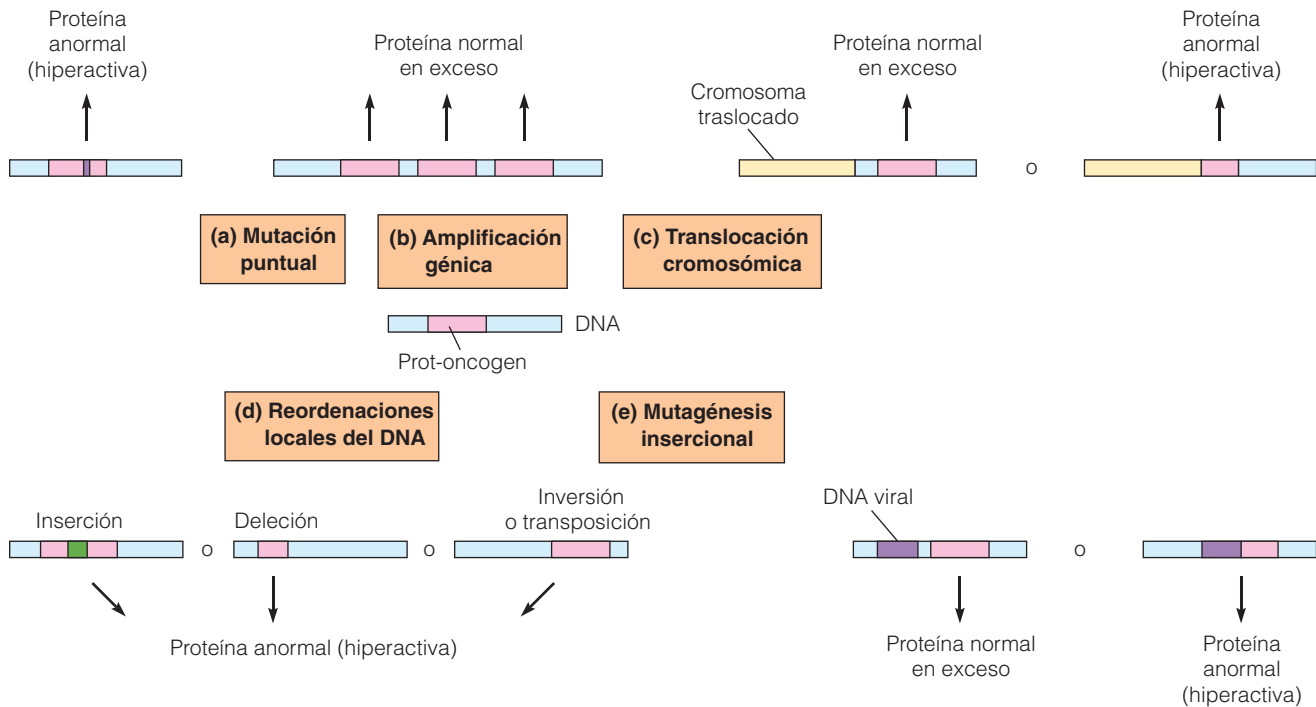 Proteína
anormal
(hiperactiva)
Proteína normal
en exceso
Cromosoma
traslocado
Proteína normal
en exceso
Proteína
anormal
(hiperactiva)
o
(a) Mutación
puntual
(b) Amplificación
génica
(c) Translocación
cromosómica
DNA
Prot-oncogen
(d) Reordenaciones
locales del DNA
(e) Mutagénesis
insercional
Inserción
o
Deleción
o
Inversión
o transposición
Proteína anormal (hiperactiva)
DNA viral
o
Proteína normal
en exceso
Proteína
anormal
(hiperactiva)